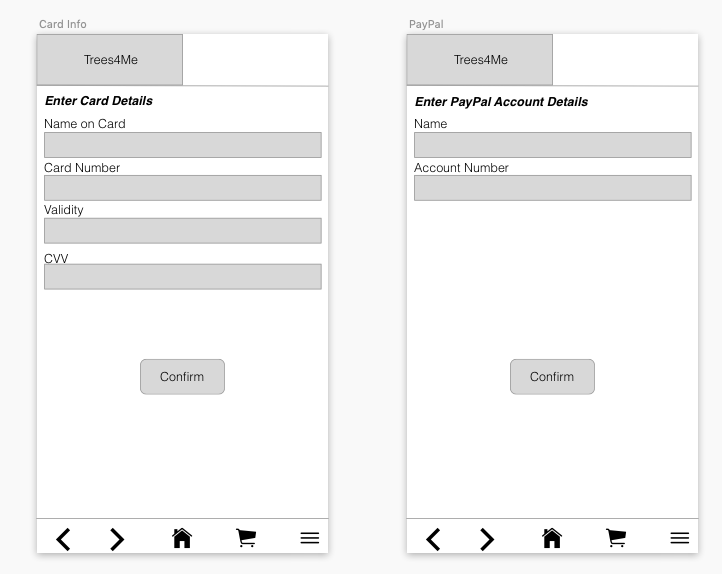 Card Info
Trees4Me
Enter Card Details
Name on Card
Card Number
Validity
CVV
Confirm
PayPal
Trees4Me
Enter PayPal Account Details
Name
Account Number
Confirm